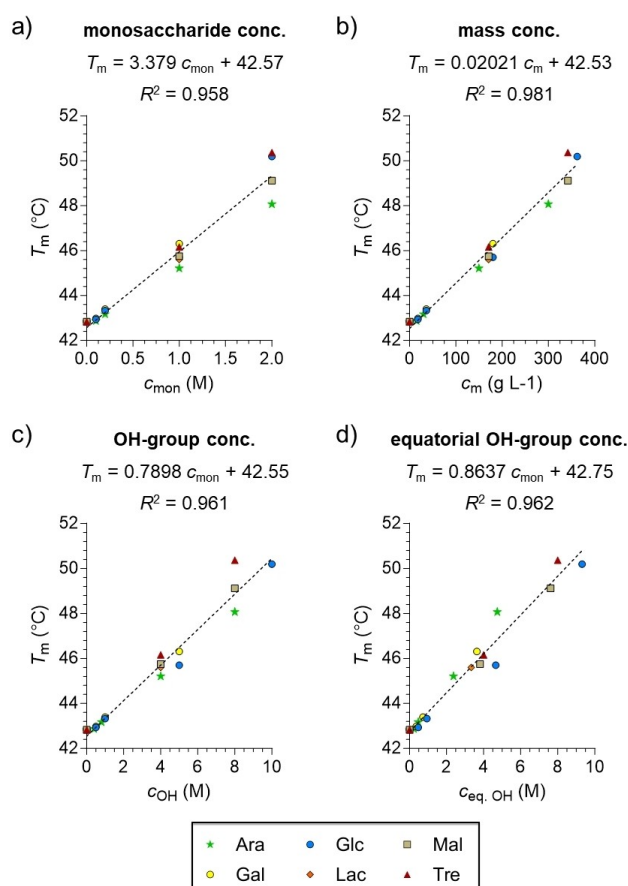 a) monosaccharide conc.
Tm = 3.379 cmon + 42.57
R² = 0.958
52
50
48
46
44
42
Tm (°C)
0.0 0.5 1.0 1.5 2.0
cmon (M)
b) mass conc.
Tm = 0.02021 cm + 42.53
R² = 0.981
52
50
48
46
44
42
Tm (°C)
0 100 200 300 400
cm (g L-1)
c) OH-group conc.
Tm = 0.7898 cmon + 42.55
R² = 0.961
52
50
48
46
44
42
Tm (°C)
0 2 4 6 8 10
cOH (M)
d) equatorial OH-group conc.
Tm = 0.8637 cmon + 42.75
R² = 0.962
52
50
48
46
44
42
Tm (°C)
0 2 4 6 8 10
ceq. OH (M)
Ara Glc Mal
Gal Lac Tre